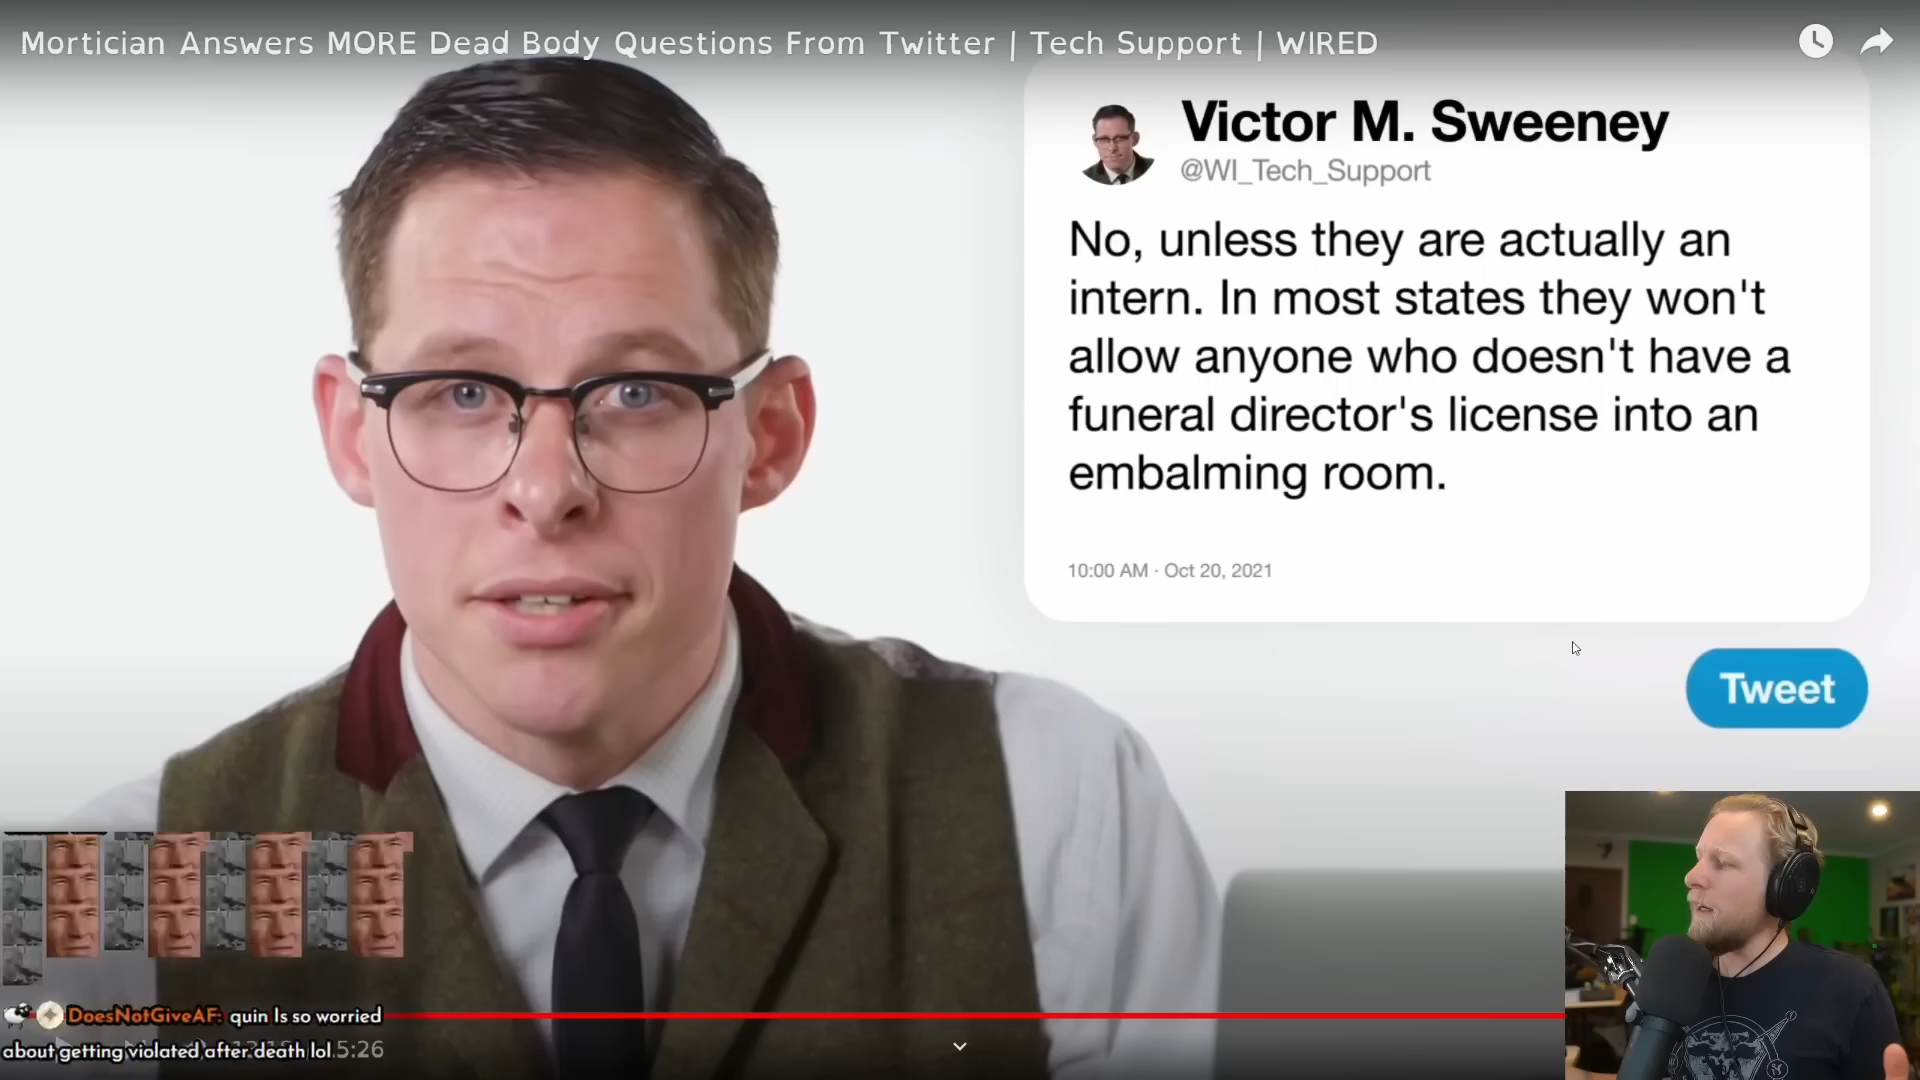 Mortician Answers MORE Dead Body Questions From Twitter | Tech Support | WIRED
Victor M. Sweeney
@WI_Tech_Support
No, unless they are actually an
intern. In most states they won't
allow anyone who doesn't have a
funeral director's license into an
embalming room.
10:00 AM · Oct 20, 2021
Tweet
DoesNotGiveAF: quin Is so worried
about getting violated after death lol
5:26